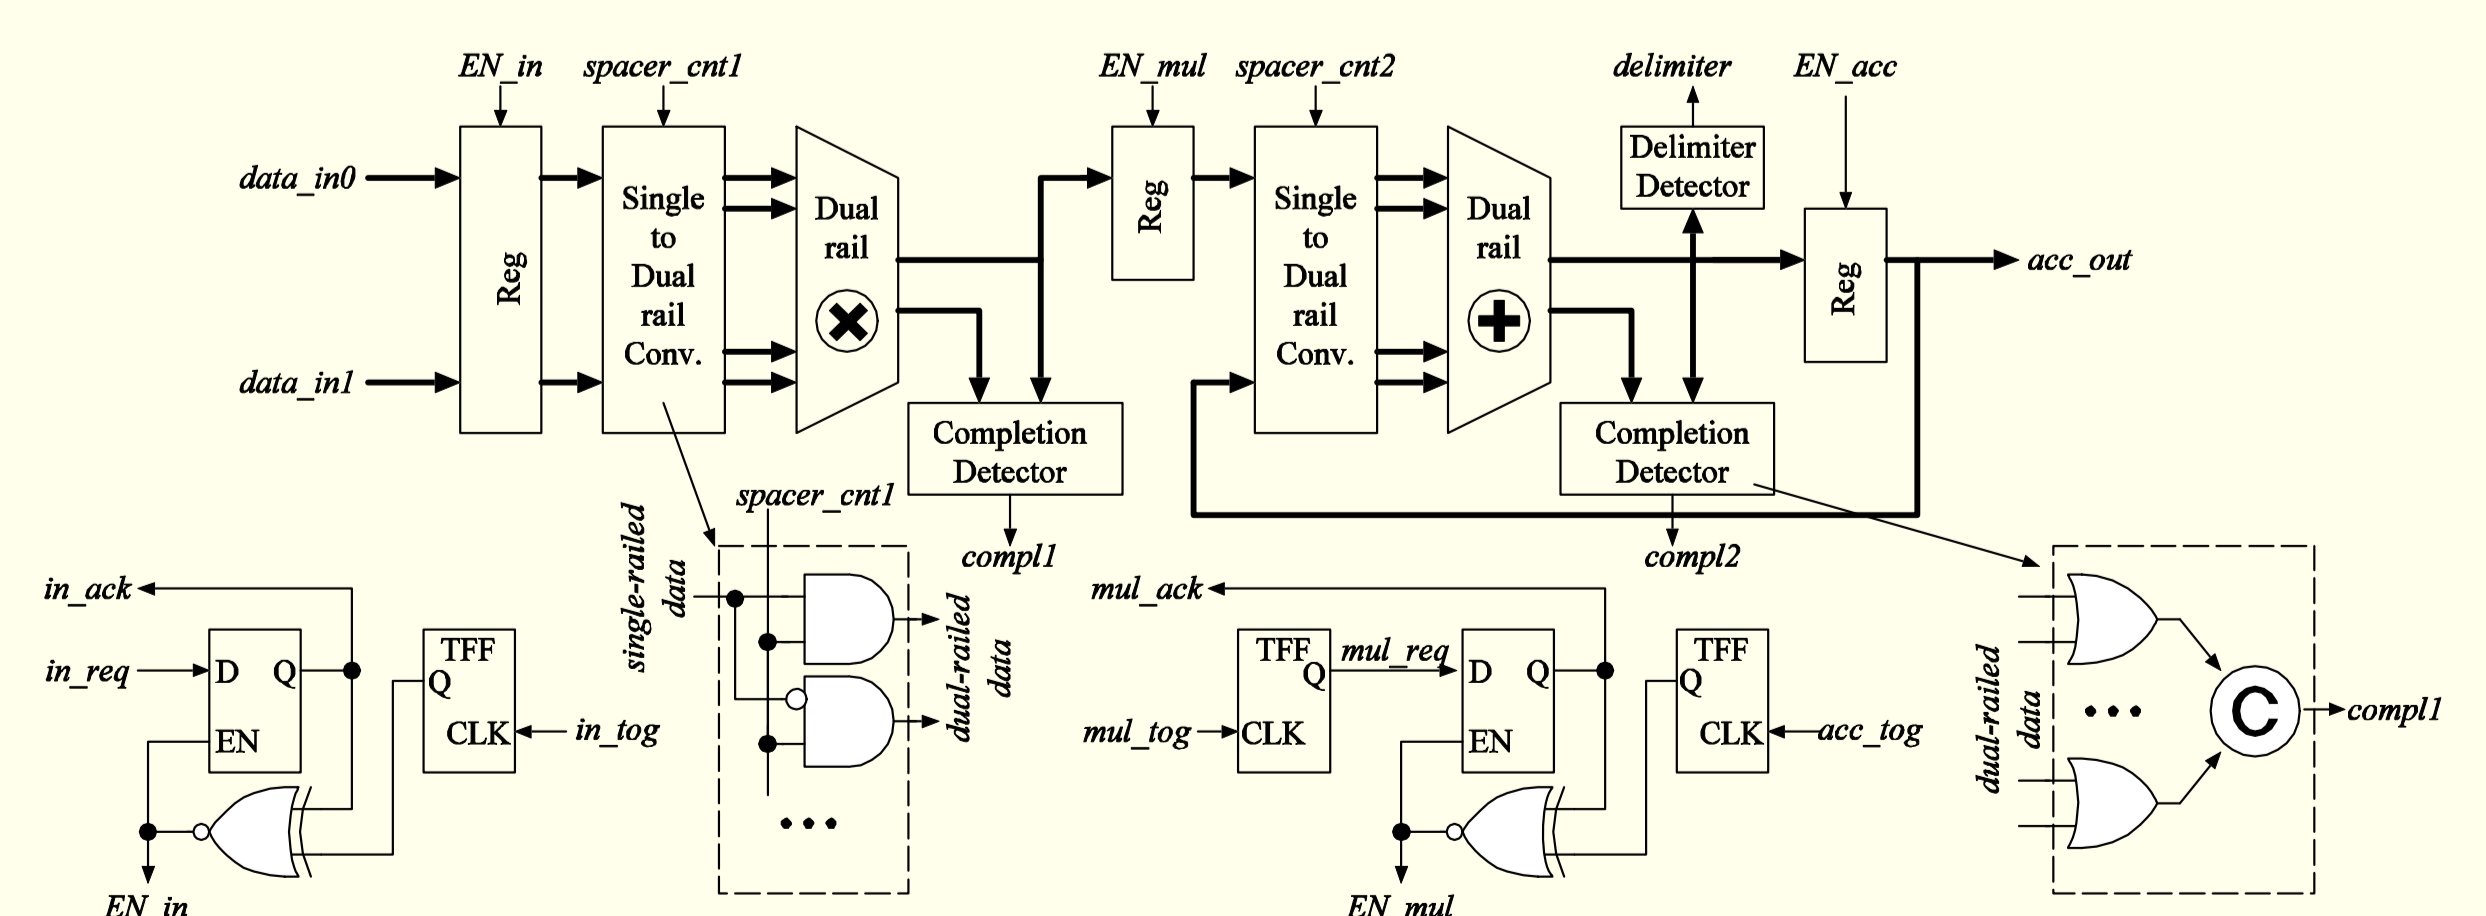 EN_in
spacer_cnt1
EN_mul
spacer_cnt2
delimiter
EN_acc
data_in0
data_in1
Reg
Single
to
Dual
rail
Conv.
Dual
rail
Completion
Detector
compl1
Reg
Single
to
Dual
rail
Conv.
Dual
rail
Delimiter
Detector
Completion
Detector
compl2
Reg
acc_out
in_ack
in_req
D
Q
EN
TFF
Q
CLK
in_tog
EN_in
single-railed
data
spacer_cnt1
dual-railed
data
mul_ack
mul_tog
TFF
Q
CLK
mul_req
D
Q
EN
TFF
Q
CLK
acc_tog
EN_mul
dual-railed
data
C
compl1